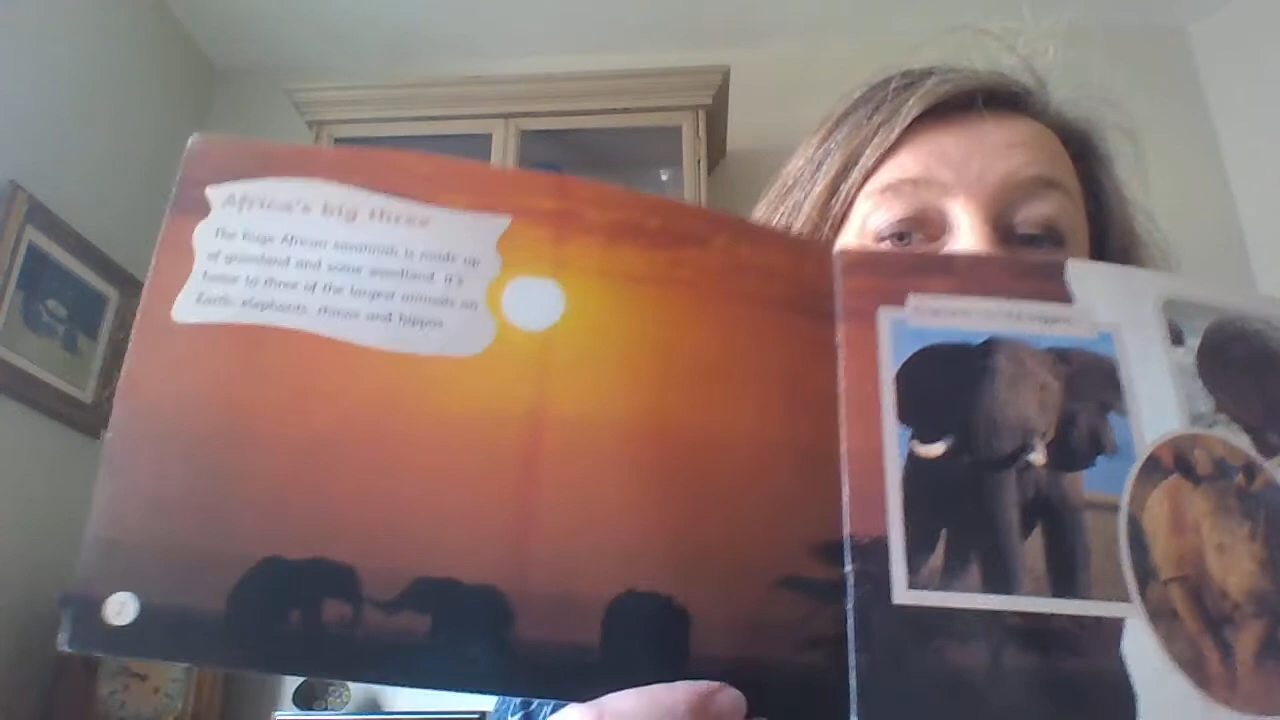 Africa's big three
The huge African savannah is made up
of grassland and some woodland. It's
home to three of the largest animals on
Earth: elephants, rhinos and hippos.
2